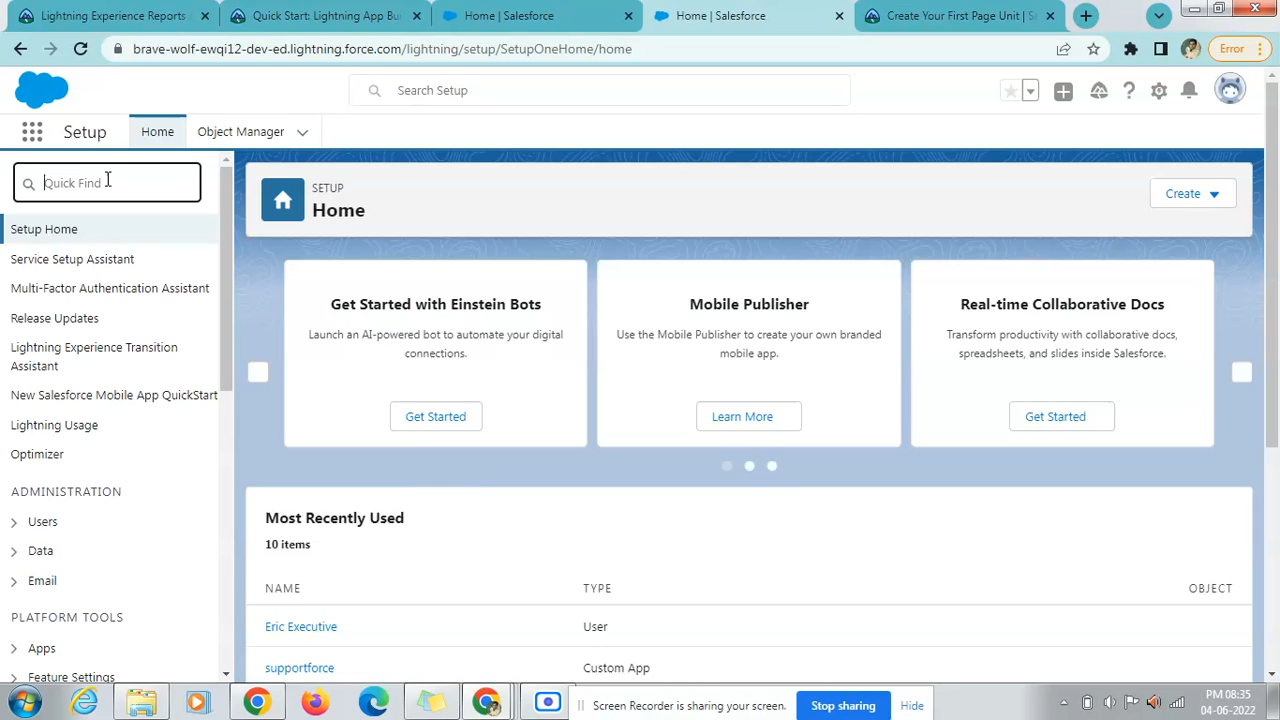 Lightning Experience Reports
Quick Start: Lightning App Bu
Home | Salesforce
Home | Salesforce
Create Your First Page Unit | S
brave-wolf-ewqi12-dev-ed.lightning.force.com/lightning/setup/SetupOneHome/home
Error
Search Setup
Setup
Home
Object Manager
Quick Find
Setup Home
Service Setup Assistant
Multi-Factor Authentication Assistant
Release Updates
Lightning Experience Transition
Assistant
New Salesforce Mobile App QuickStart
Lightning Usage
Optimizer
ADMINISTRATION
Users
Data
Email
PLATFORM TOOLS
Apps
Feature Settings
SETUP
Home
Create
Get Started with Einstein Bots
Launch an AI-powered bot to automate your digital
connections.
Get Started
Mobile Publisher
Use the Mobile Publisher to create your own branded
mobile app.
Learn More
Real-time Collaborative Docs
Transform productivity with collaborative docs,
spreadsheets, and slides inside Salesforce.
Get Started
Most Recently Used
10 items
NAME TYPE OBJECT
Eric Executive User
supportforce Custom App
Screen Recorder is sharing your screen.
Stop sharing
Hide
PM 08:35
04-06-2022